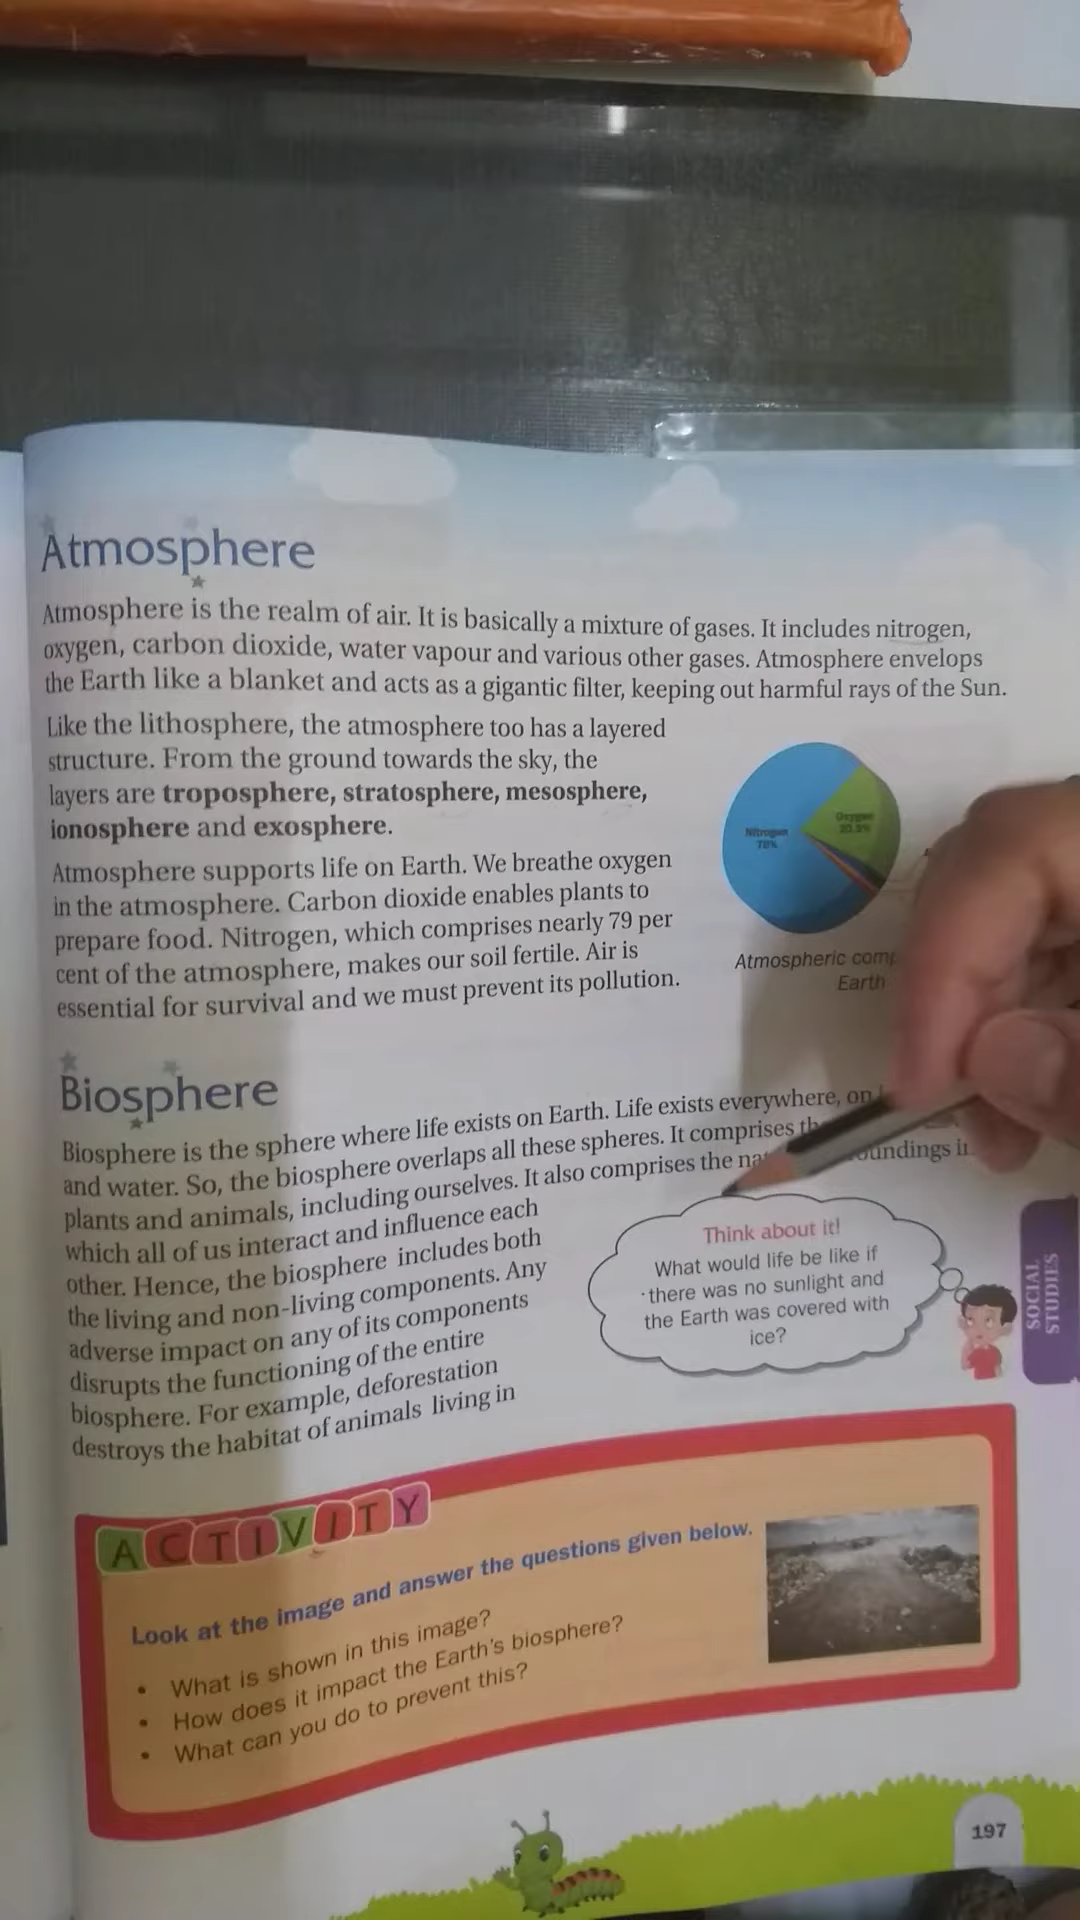 Atmosphere
Atmosphere is the realm of air. It is basically a mixture of gases. It includes nitrogen,
oxygen, carbon dioxide, water vapour and various other gases. Atmosphere envelops
the Earth like a blanket and acts as a gigantic filter, keeping out harmful rays of the Sun.
Like the lithosphere, the atmosphere too has a layered
structure. From the ground towards the sky, the
layers are troposphere, stratosphere, mesosphere,
ionosphere and exosphere.
Atmosphere supports life on Earth. We breathe oxygen
in the atmosphere. Carbon dioxide enables plants to
prepare food. Nitrogen, which comprises nearly 79 per
cent of the atmosphere, makes our soil fertile. Air is
essential for survival and we must prevent its pollution.
Nitrogen
78%
Oxygen
20.9%
Atmospheric
Earth
Biosphere
Biosphere is the sphere where life exists on Earth. Life exists everywhere, on
and water. So, the biosphere overlaps all these spheres. It comprises
plants and animals, including ourselves. It also comprises the
which all of us interact and influence each
other. Hence, the biosphere includes both
the living and non-living components. Any
adverse impact on any of its components
disrupts the functioning of the entire
biosphere. For example, deforestation
destroys the habitat of animals living in
Think about it!
What would life be like if
there was no sunlight and
the Earth was covered with
ice?
SOCIAL
STUDIES
ACTIVITY
Look at the image and answer the questions given below.
• What is shown in this image?
• How does it impact the Earth's biosphere?
• What can you do to prevent this?
197